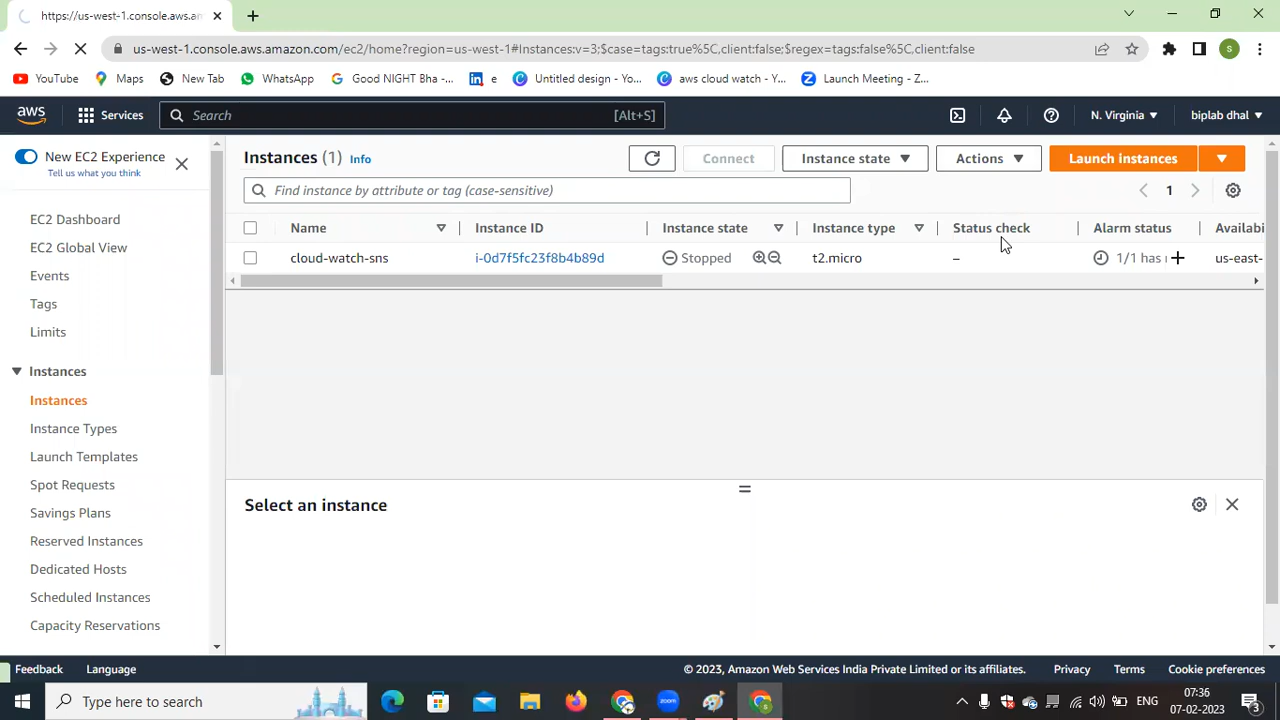 https://us-west-1.console.aws.am
us-west-1.console.aws.amazon.com/ec2/home?region=us-west-1#Instances:v=3;$case=tags:true%5C,client:false;$regex=tags:false%5C,client:false
S
YouTube Maps New Tab WhatsApp Good NIGHT Bha -... e Untitled design - Yo... aws cloud watch - Y... Launch Meeting - Z...
aws Services Search [Alt+S] N. Virginia biplab dhal
New EC2 Experience
Tell us what you think
EC2 Dashboard
EC2 Global View
Events
Tags
Limits
Instances
Instances
Instance Types
Launch Templates
Spot Requests
Savings Plans
Reserved Instances
Dedicated Hosts
Scheduled Instances
Capacity Reservations
Instances (1) Info Connect Instance state Actions Launch instances
Find instance by attribute or tag (case-sensitive) 1
Name Instance ID Instance state Instance type Status check Alarm status Availabi
cloud-watch-sns i-0d7f5fc23f8b4b89d Stopped t2.micro – 1/1 has us-east-
Select an instance
Feedback Language © 2023, Amazon Web Services India Private Limited or its affiliates. Privacy Terms Cookie preferences
Type here to search zoom ENG 07:36
07-02-2023 3